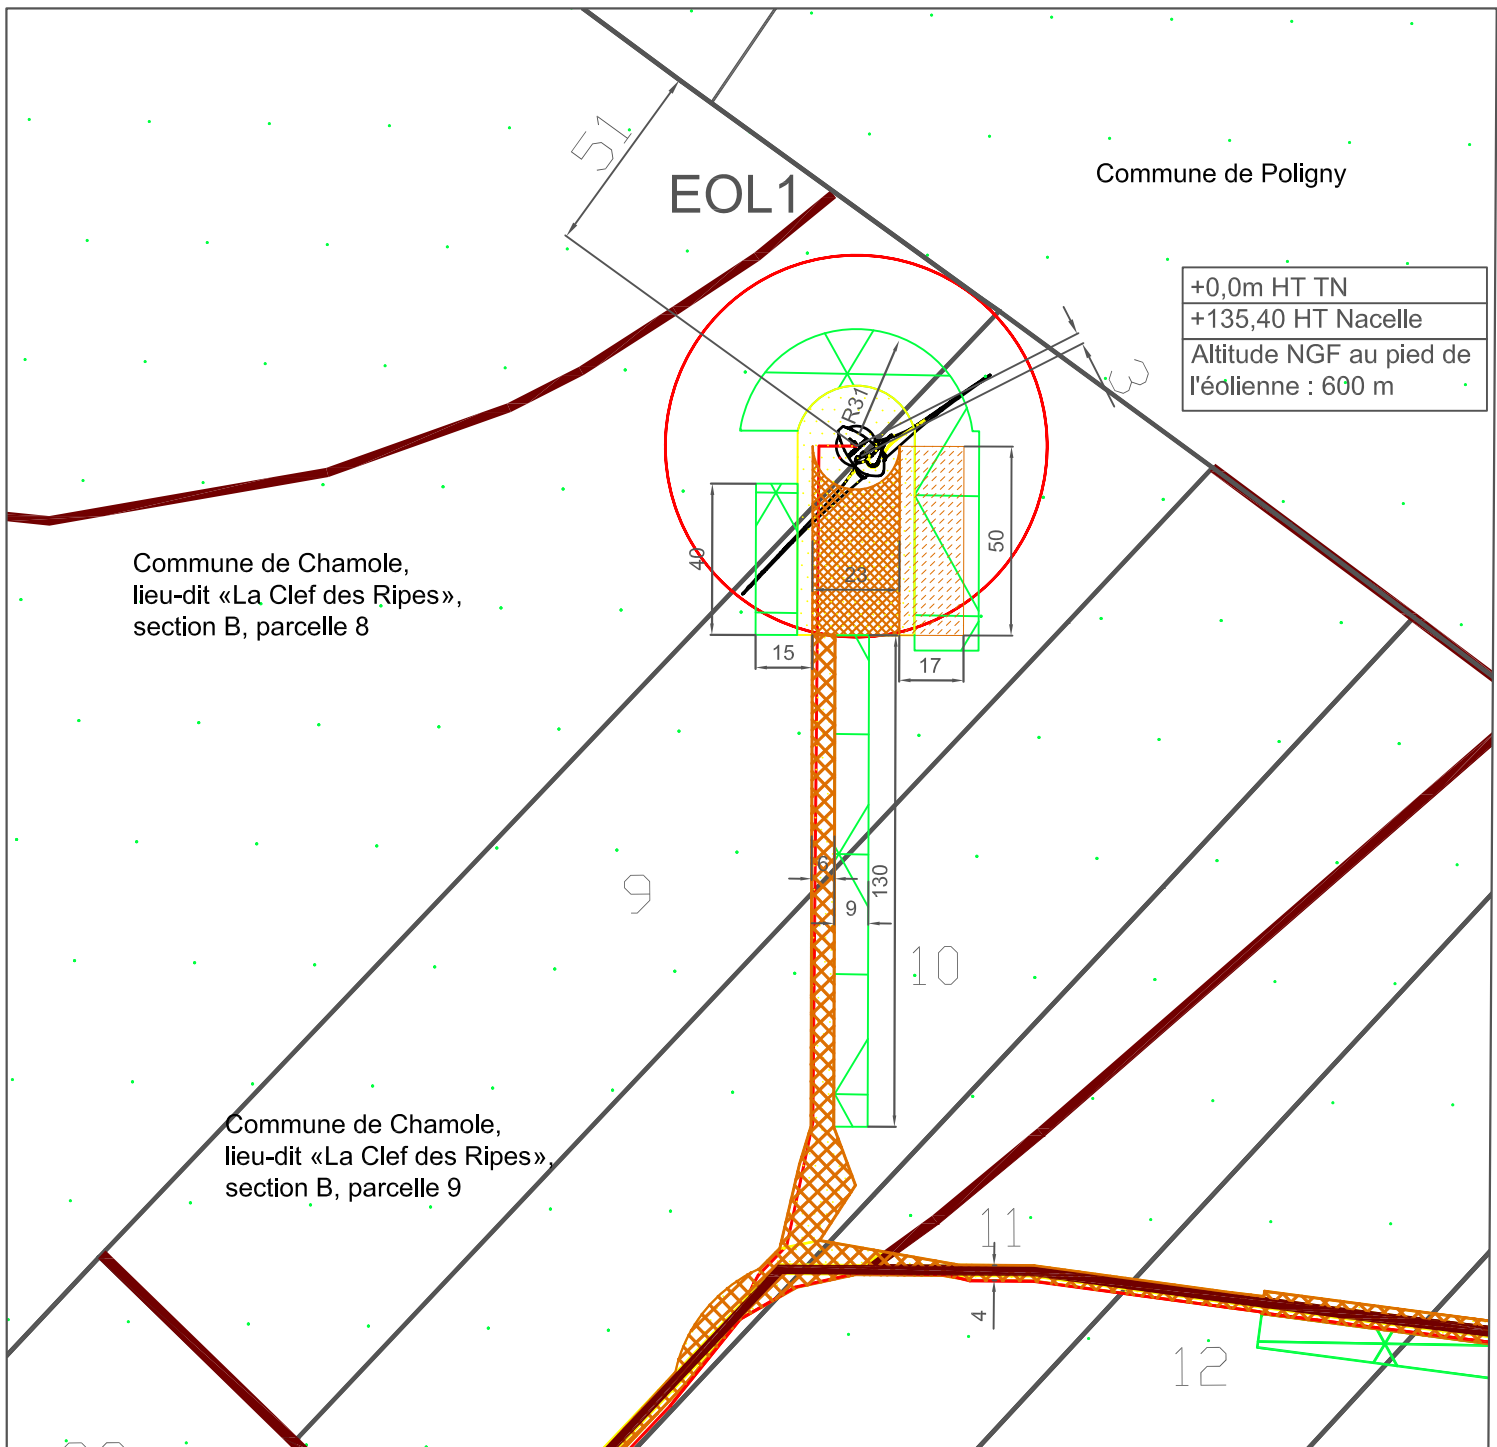 51
EOL1
Commune de Poligny
+0,0m HT TN
+135,40 HT Nacelle
Altitude NGF au pied de
l'éolienne : 600 m
3
R31
40
23
50
15
17
Commune de Chamole,
lieu-dit «La Clef des Ripes»,
section B, parcelle 8
6
9
130
9
10
Commune de Chamole,
lieu-dit «La Clef des Ripes»,
section B, parcelle 9
11
4
12